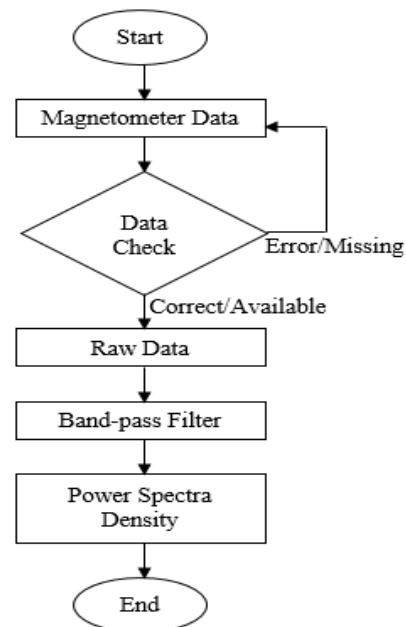 Start
Magnetometer Data
Data
Check
Error/Missing
Correct/Available
Raw Data
Band-pass Filter
Power Spectra
Density
End